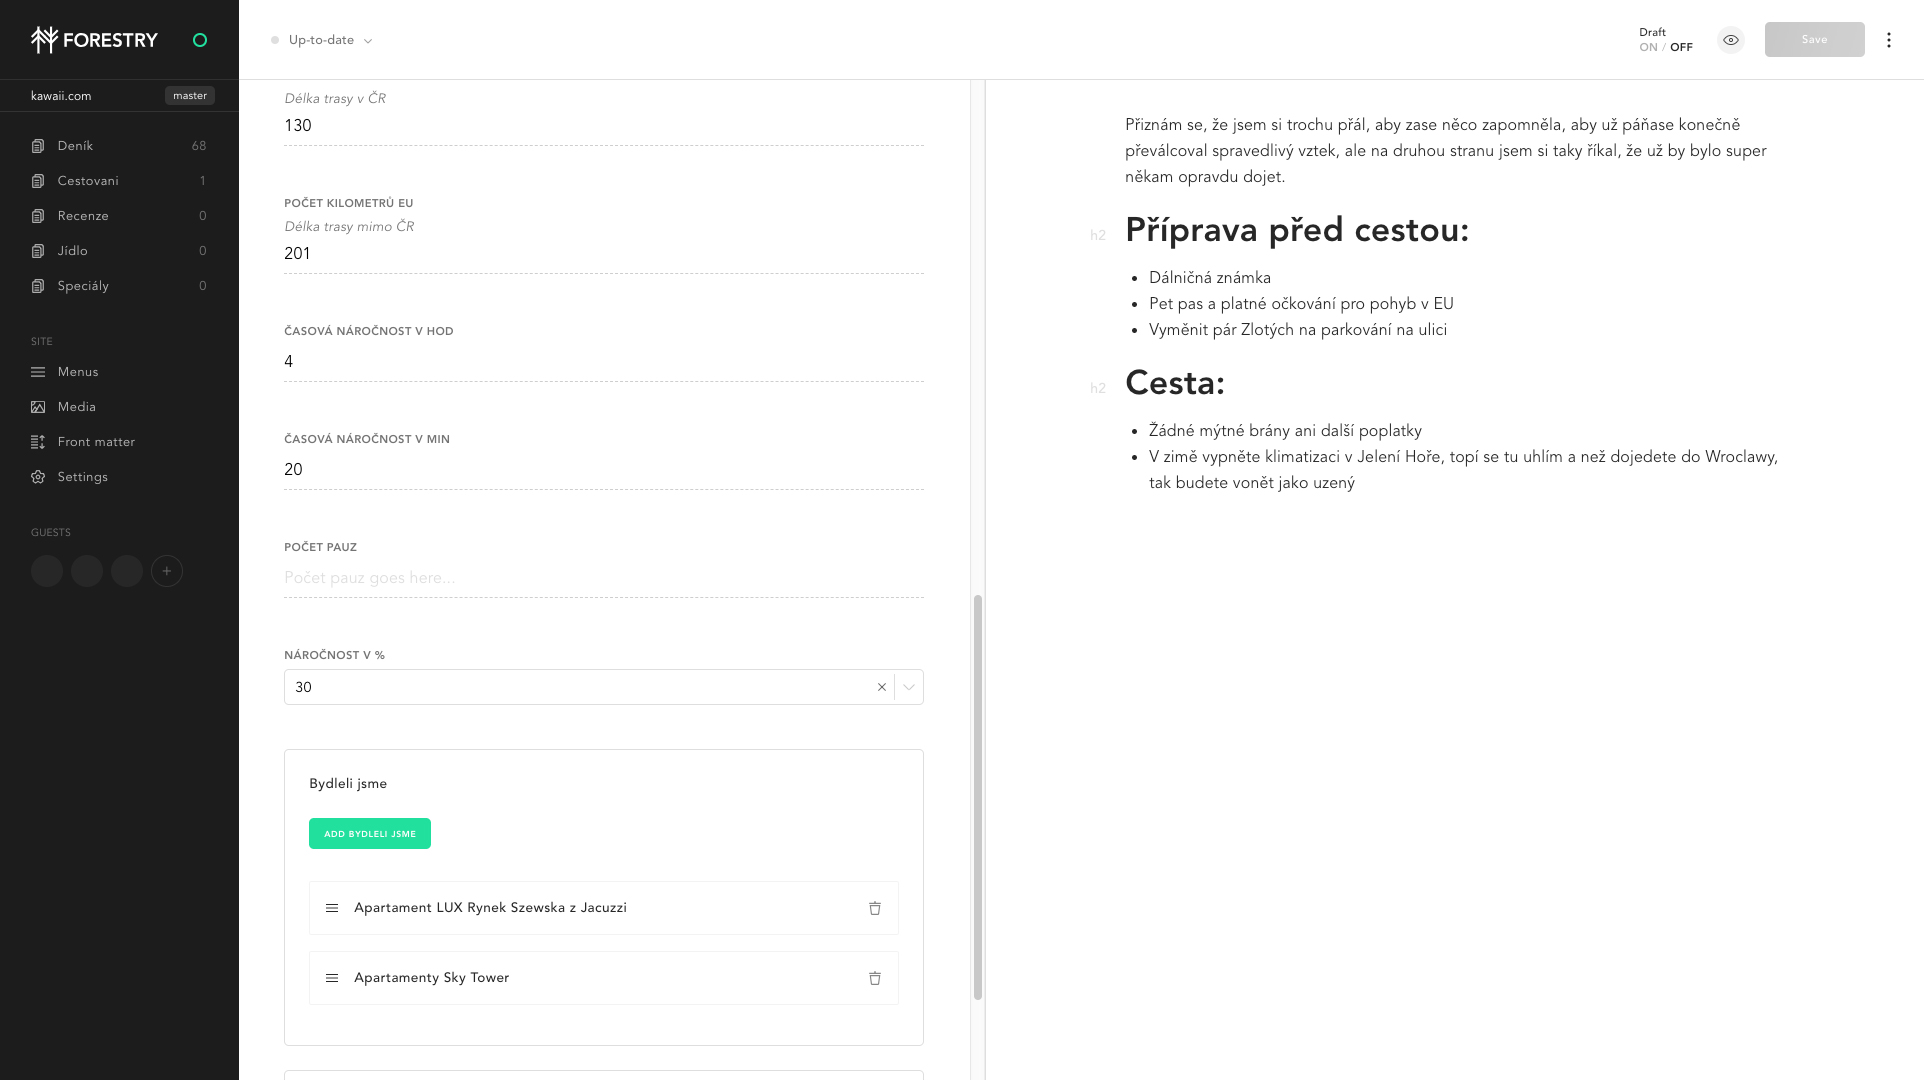 FORESTRY
kawaii.com
master
Deník 68
Cestovani 1
Recenze 0
Jídlo 0
Speciály 0
SITE
Menus
Media
Front matter
Settings
GUESTS
+
Up-to-date
Draft
ON / OFF
Save
Délka trasy v ČR
130
POČET KILOMETRŮ EU
Délka trasy mimo ČR
201
ČASOVÁ NÁROČNOST V HOD
4
ČASOVÁ NÁROČNOST V MIN
20
POČET PAUZ
Počet pauz goes here...
NÁROČNOST V %
30
Bydleli jsme
ADD BYDLELI JSME
Apartament LUX Rynek Szewska z Jacuzzi
Apartamenty Sky Tower
Přiznám se, že jsem si trochu přál, aby zase něco zapomněla, aby už páňase konečně
převálcoval spravedlivý vztek, ale na druhou stranu jsem si taky říkal, že už by bylo super
někam opravdu dojet.
h2 Příprava před cestou:
• Dálničná známka
• Pet pas a platné očkování pro pohyb v EU
• Vyměnit pár Zlotých na parkování na ulici
h2 Cesta:
• Žádné mýtné brány ani další poplatky
• V zimě vypněte klimatizaci v Jelení Hoře, topí se tu uhlím a než dojedete do Wroclawy,
tak budete vonět jako uzený